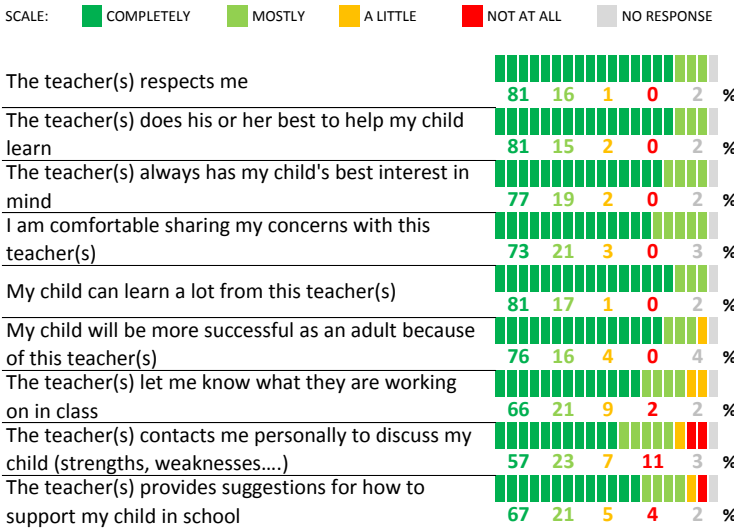 SCALE: COMPLETELY MOSTLY A LITTLE NOT AT ALL NO RESPONSE
The teacher(s) respects me
81 16 1 0 2 %
The teacher(s) does his or her best to help my child
learn
81 15 2 0 2 %
The teacher(s) always has my child's best interest in
mind
77 19 2 0 2 %
I am comfortable sharing my concerns with this
teacher(s)
73 21 3 0 3 %
My child can learn a lot from this teacher(s)
81 17 1 0 2 %
My child will be more successful as an adult because
of this teacher(s)
76 16 4 0 4 %
The teacher(s) let me know what they are working
on in class
66 21 9 2 2 %
The teacher(s) contacts me personally to discuss my
child (strengths, weaknesses....)
57 23 7 11 3 %
The teacher(s) provides suggestions for how to
support my child in school
67 21 5 4 2 %